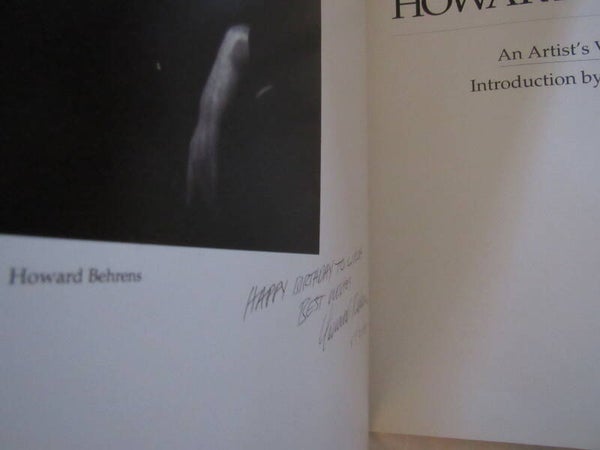 Howard Behrens
HAPPY BIRTHDAY TO
BEST WISHES
HOWAR
An Artist's V
Introduction by